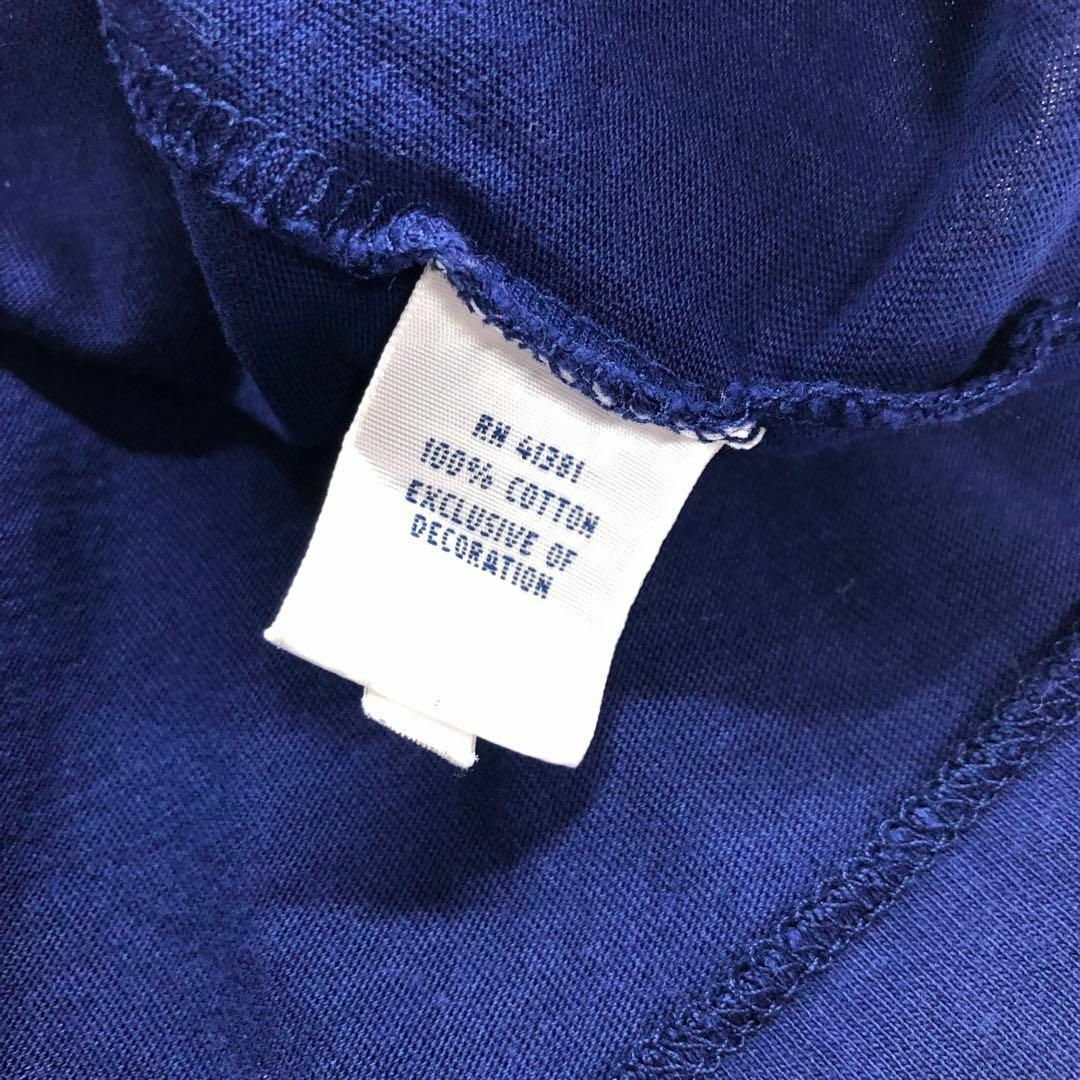 RN 41381
100% COTTON
EXCLUSIVE OF
DECORATION